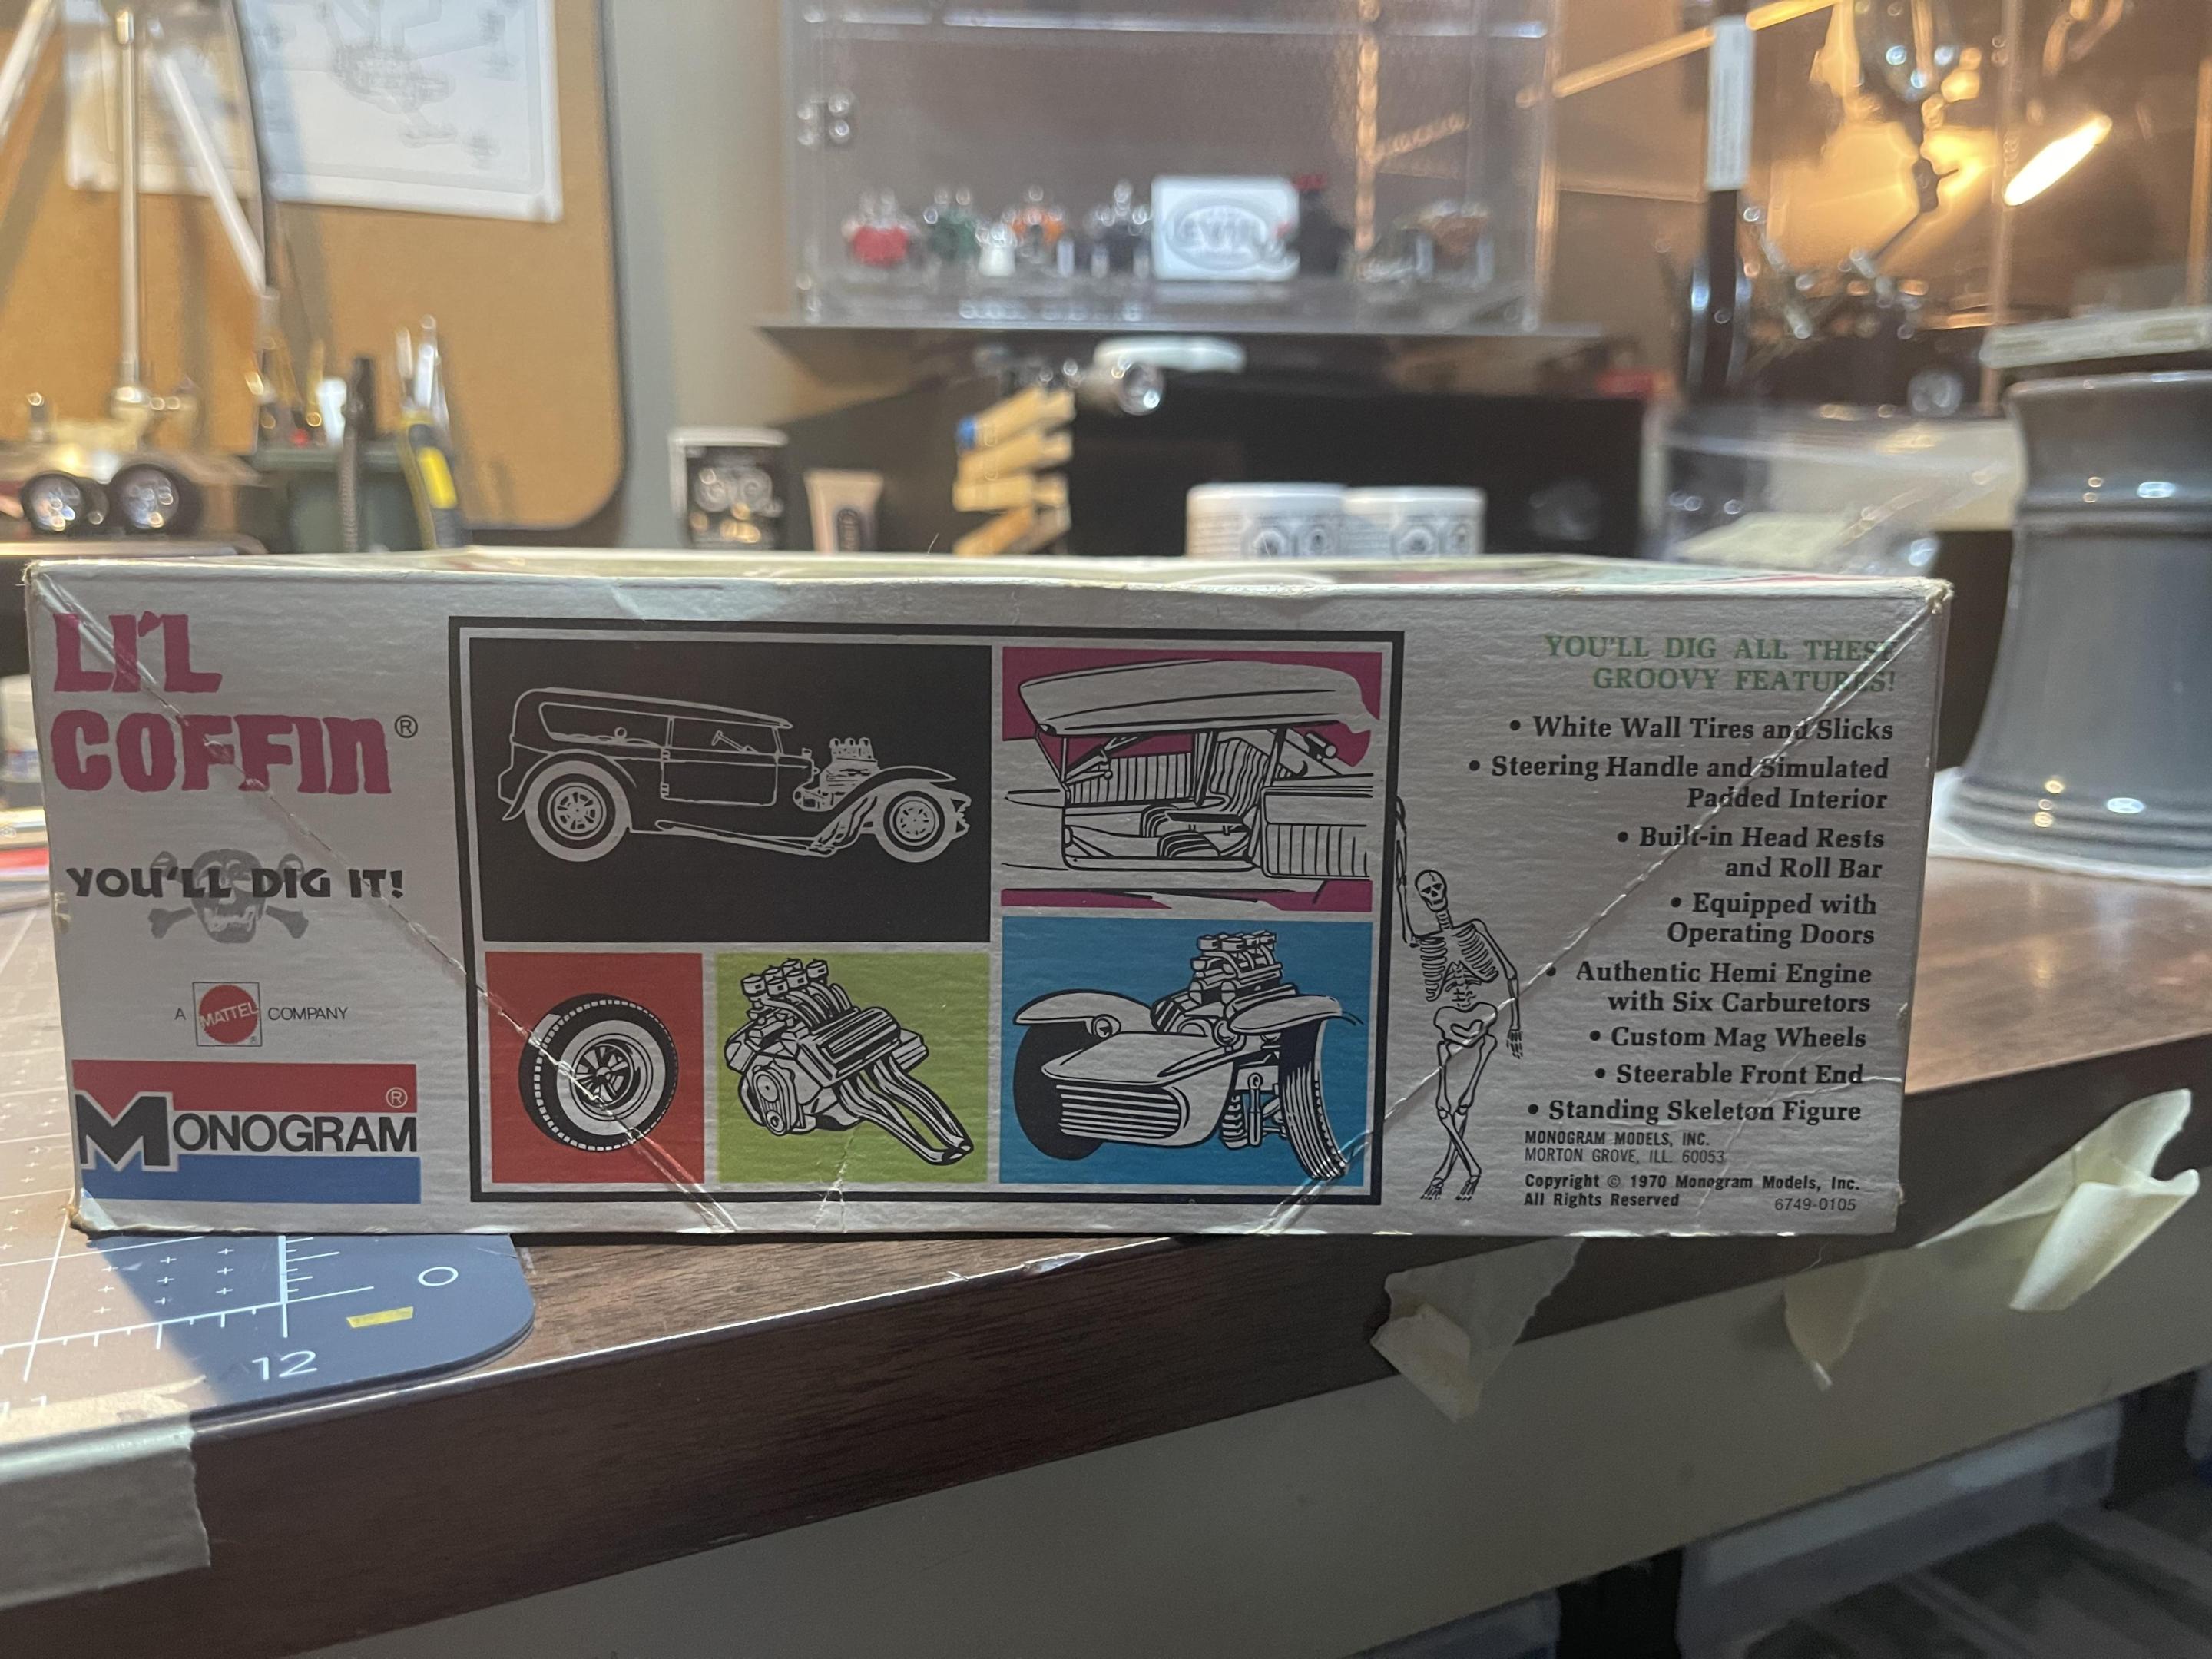 LI'L
COFFIN®
YOU'LL DIG IT!
A MATTEL® COMPANY
MONOGRAM®
YOU'LL DIG ALL THESE
GROOVY FEATURES!
• White Wall Tires and Slicks
• Steering Handle and Simulated
Padded Interior
• Built-in Head Rests
and Roll Bar
• Equipped with
Operating Doors
• Authentic Hemi Engine
with Six Carburetors
• Custom Mag Wheels
• Steerable Front End
• Standing Skeleton Figure
MONOGRAM MODELS, INC.
MORTON GROVE, ILL. 60053
Copyright © 1970 Monogram Models, Inc.
All Rights Reserved 6749-0105
0
12